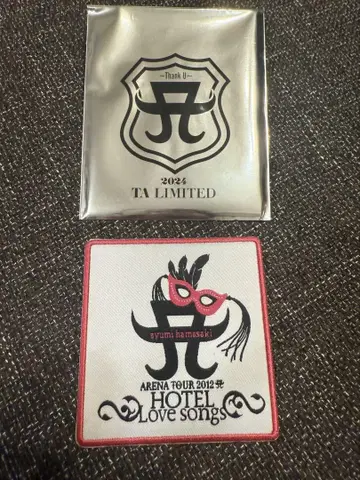 —Thank U—
2024
TA LIMITED
ayumi hamasaki
ARENA TOUR 2012 A
HOTEL
Love songs